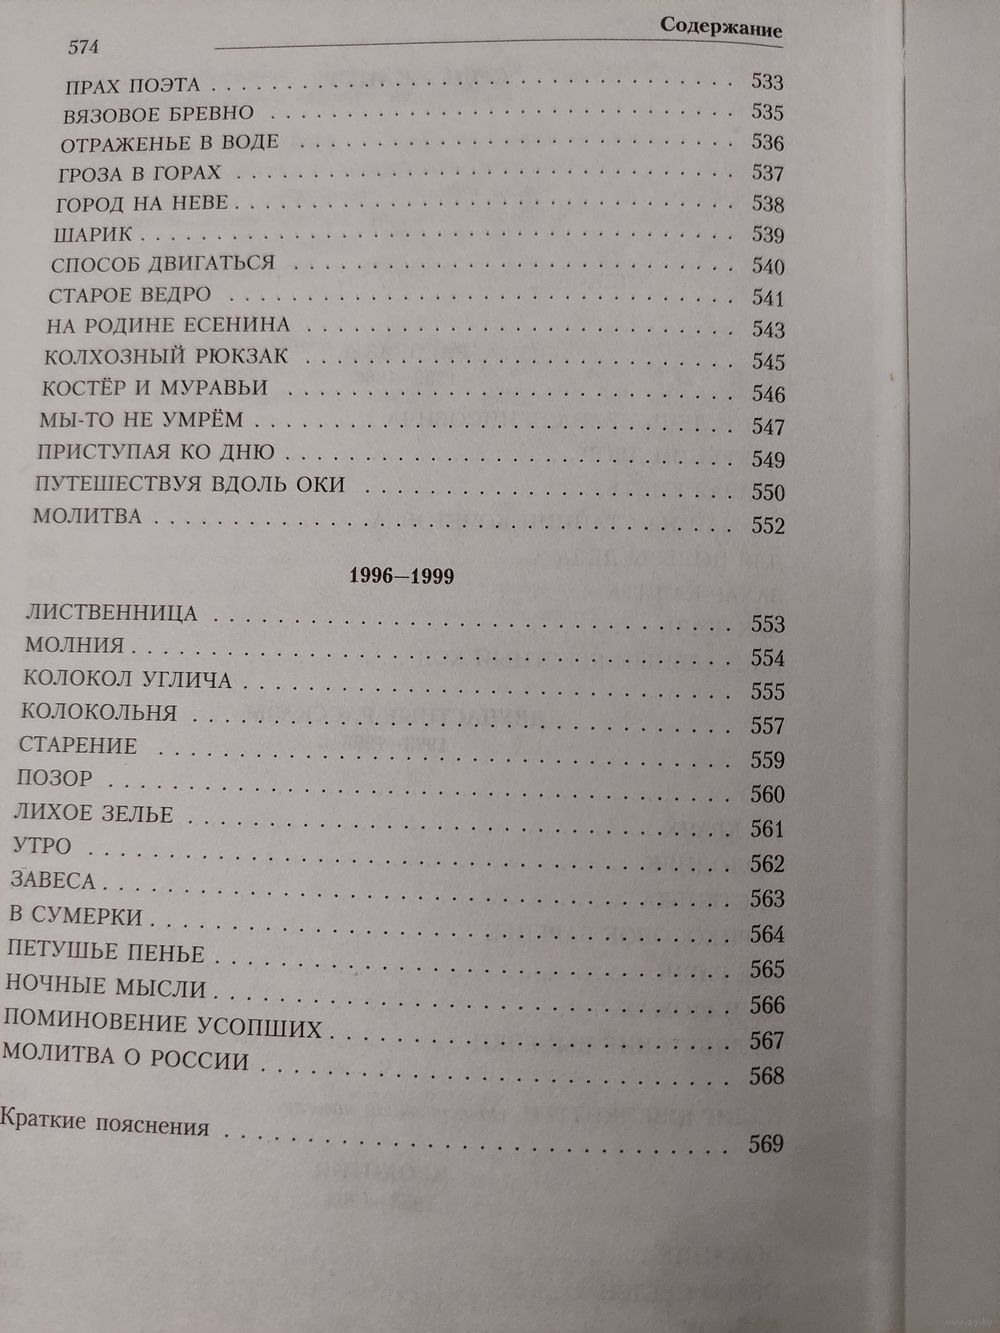 574 Содержание
ПРАХ ПОЭТА . . . . . . . . . . . . . . . . . . . . . . . . . . . . . . . . 533
ВЯЗОВОЕ БРЕВНО . . . . . . . . . . . . . . . . . . . . . . . . . . . . . 535
ОТРАЖЕНЬЕ В ВОДЕ . . . . . . . . . . . . . . . . . . . . . . . . . . . 536
ГРОЗА В ГОРАХ . . . . . . . . . . . . . . . . . . . . . . . . . . . . . . 537
ГОРОД НА НЕВЕ . . . . . . . . . . . . . . . . . . . . . . . . . . . . . . 538
ШАРИК . . . . . . . . . . . . . . . . . . . . . . . . . . . . . . . . . . . 539
СПОСОБ ДВИГАТЬСЯ . . . . . . . . . . . . . . . . . . . . . . . . . . . 540
СТАРОЕ ВЕДРО . . . . . . . . . . . . . . . . . . . . . . . . . . . . . . 541
НА РОДИНЕ ЕСЕНИНА . . . . . . . . . . . . . . . . . . . . . . . . . . 543
КОЛХОЗНЫЙ РЮКЗАК . . . . . . . . . . . . . . . . . . . . . . . . . . 545
КОСТЁР И МУРАВЬИ . . . . . . . . . . . . . . . . . . . . . . . . . . . 546
МЫ-ТО НЕ УМРЁМ . . . . . . . . . . . . . . . . . . . . . . . . . . . . 547
ПРИСТУПАЯ КО ДНЮ . . . . . . . . . . . . . . . . . . . . . . . . . . 549
ПУТЕШЕСТВУЯ ВДОЛЬ ОКИ . . . . . . . . . . . . . . . . . . . . . . 550
МОЛИТВА . . . . . . . . . . . . . . . . . . . . . . . . . . . . . . . . . 552
1996—1999
ЛИСТВЕННИЦА . . . . . . . . . . . . . . . . . . . . . . . . . . . . . . 553
МОЛНИЯ . . . . . . . . . . . . . . . . . . . . . . . . . . . . . . . . . . 554
КОЛОКОЛ УГЛИЧА . . . . . . . . . . . . . . . . . . . . . . . . . . . . 555
КОЛОКОЛЬНЯ . . . . . . . . . . . . . . . . . . . . . . . . . . . . . . . 557
СТАРЕНИЕ . . . . . . . . . . . . . . . . . . . . . . . . . . . . . . . . . 559
ПОЗОР . . . . . . . . . . . . . . . . . . . . . . . . . . . . . . . . . . . 560
ЛИХОЕ ЗЕЛЬЕ . . . . . . . . . . . . . . . . . . . . . . . . . . . . . . . 561
УТРО . . . . . . . . . . . . . . . . . . . . . . . . . . . . . . . . . . . . 562
ЗАВЕСА . . . . . . . . . . . . . . . . . . . . . . . . . . . . . . . . . . . 563
В СУМЕРКИ . . . . . . . . . . . . . . . . . . . . . . . . . . . . . . . . 564
ПЕТУШЬЕ ПЕНЬЕ . . . . . . . . . . . . . . . . . . . . . . . . . . . . . 565
НОЧНЫЕ МЫСЛИ . . . . . . . . . . . . . . . . . . . . . . . . . . . . . 566
ПОМИНОВЕНИЕ УСОПШИХ . . . . . . . . . . . . . . . . . . . . . . . 567
МОЛИТВА О РОССИИ . . . . . . . . . . . . . . . . . . . . . . . . . . . 568
Краткие пояснения . . . . . . . . . . . . . . . . . . . . . . . . . . . . 569
www.ay.by